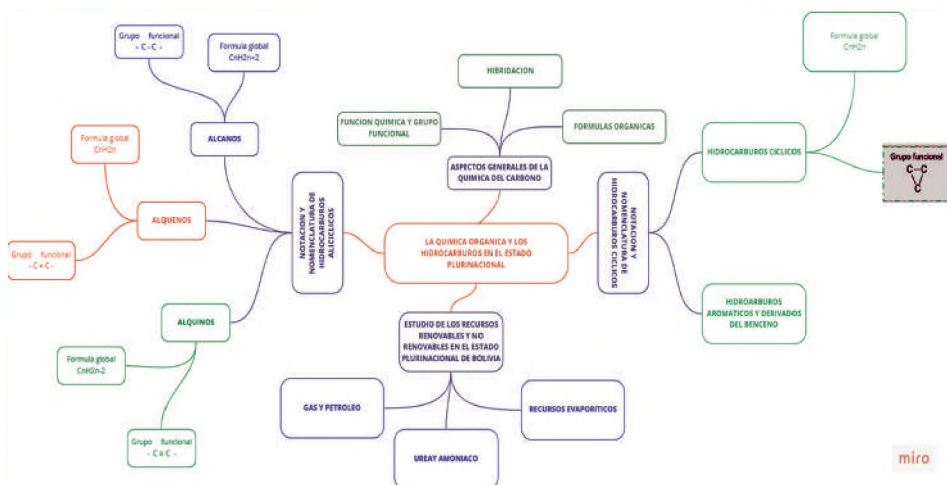 Grupo funcional
- C - C -
Formula global
CnH2n+2
ALCANOS
Formula global
CnH2n
ALQUENOS
Grupo funcional
- C = C -
ALQUINOS
Formula global
CnH2n-2
Grupo funcional
- C ≡ C -
NOTACION Y
NOMENCLATURA DE
HIDROCARBUROS
ALICICLICOS
HIBRIDACION
FUNCION QUIMICA Y GRUPO
FUNCIONAL
FORMULAS ORGANICAS
ASPECTOS GENERALES DE LA
QUIMICA DEL CARBONO
LA QUIMICA ORGANICA Y LOS
HIDROCARBUROS EN EL ESTADO
PLURINACIONAL
ESTUDIO DE LOS RECURSOS
RENOVABLES Y NO
RENOVABLES EN EL ESTADO
PLURINACIONAL DE BOLIVIA
GAS Y PETROLEO
UREAY AMONIACO
RECURSOS EVAPORITICOS
NOTACION Y
NOMENCLATURA DE
HIDROCARBUROS CICLICOS
Formula global
CnH2n
HIDROCARBUROS CICLICOS
Grupo funcional
C-C
C
HIDROARBUROS
AROMATICOS Y DERIVADOS
DEL BENCENO
miro